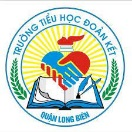 TRƯỜNG TIỂU HỌC ĐOÀN KẾT
QUẬN LONG BIÊN